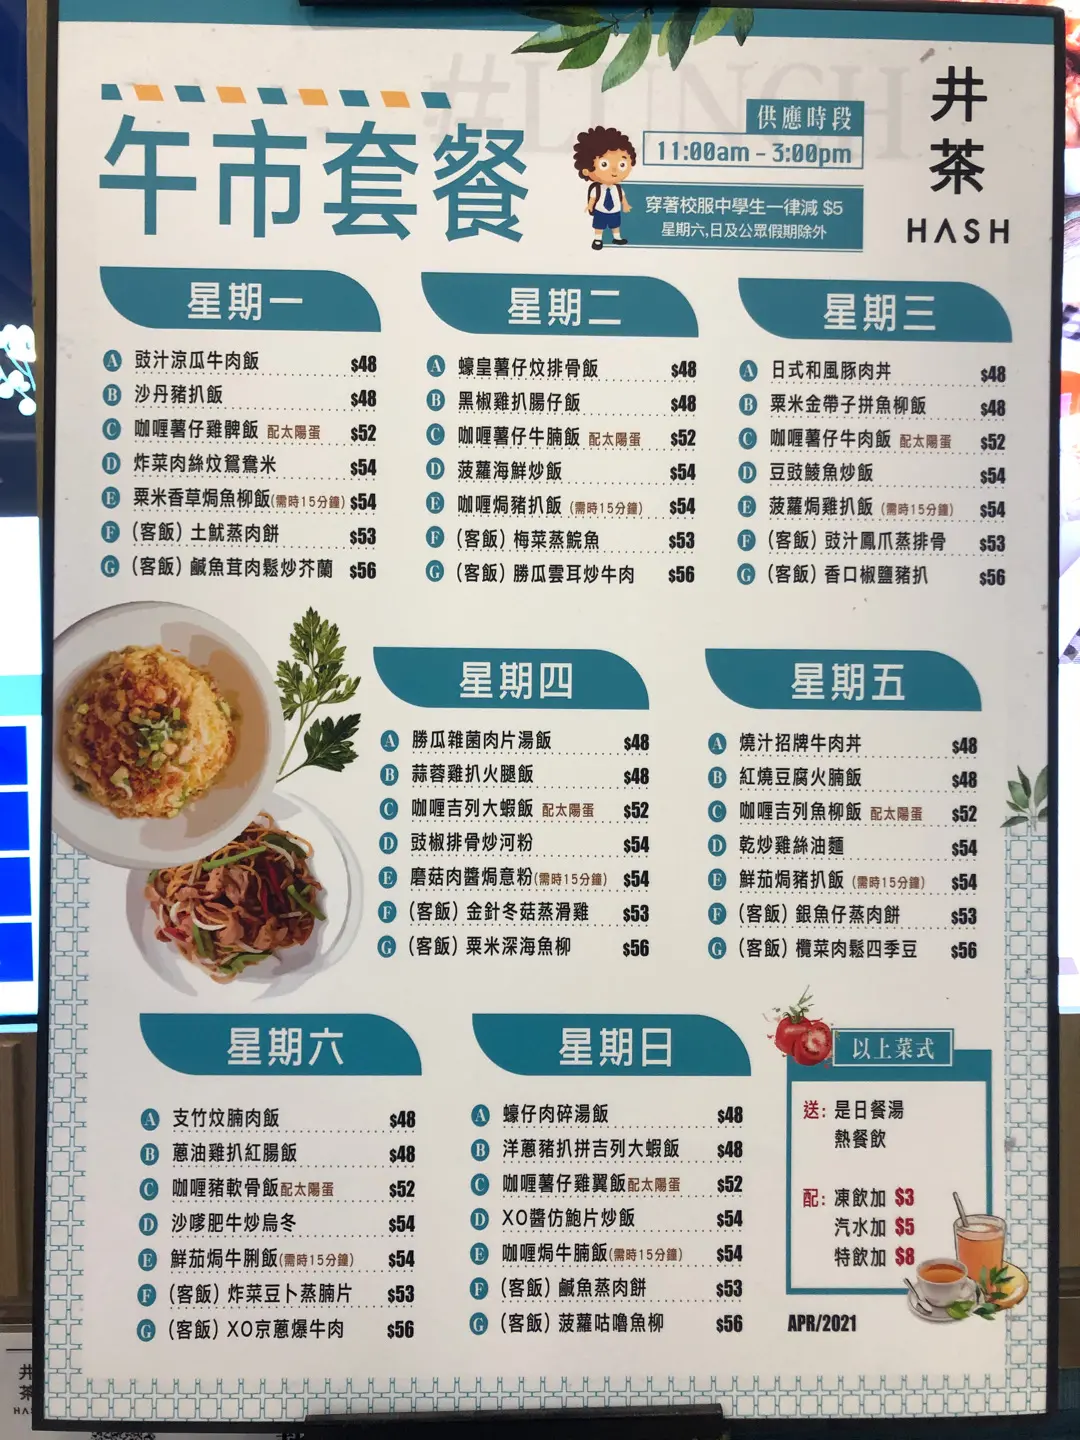 #LUNCH
午市套餐
供應時段
11:00am - 3:00pm
穿著校服中學生一律減 $5
星期六,日及公眾假期除外
井茶
HASH
星期一
A 豉汁涼瓜牛肉飯 $48
B 沙丹豬扒飯 $48
C 咖喱薯仔雞髀飯 配太陽蛋 $52
D 炸菜肉絲炆鴛鴦米 $54
E 粟米香草焗魚柳飯(需時15分鐘) $54
F (客飯) 土魷蒸肉餅 $53
G (客飯) 鹹魚茸肉鬆炒芥蘭 $56
星期二
A 蠔皇薯仔炆排骨飯 $48
B 黑椒雞扒腸仔飯 $48
C 咖喱薯仔牛腩飯 配太陽蛋 $52
D 菠蘿海鮮炒飯 $54
E 咖喱焗豬扒飯 (需時15分鐘) $54
F (客飯) 梅菜蒸鯇魚 $53
G (客飯) 勝瓜雲耳炒牛肉 $56
星期三
A 日式和風豚肉丼 $48
B 粟米金帶子拼魚柳飯 $48
C 咖喱薯仔牛肉飯 配太陽蛋 $52
D 豆豉鯪魚炒飯 $54
E 菠蘿焗雞扒飯 (需時15分鐘) $54
F (客飯) 豉汁鳳爪蒸排骨 $53
G (客飯) 香口椒鹽豬扒 $56
星期四
A 勝瓜雜菌肉片湯飯 $48
B 蒜蓉雞扒火腿飯 $48
C 咖喱吉列大蝦飯 配太陽蛋 $52
D 豉椒排骨炒河粉 $54
E 磨菇肉醬焗意粉(需時15分鐘) $54
F (客飯) 金針冬菇蒸滑雞 $53
G (客飯) 粟米深海魚柳 $56
星期五
A 燒汁招牌牛肉丼 $48
B 紅燒豆腐火腩飯 $48
C 咖喱吉列魚柳飯 配太陽蛋 $52
D 乾炒雞絲油麵 $54
E 鮮茄焗豬扒飯 (需時15分鐘) $54
F (客飯) 銀魚仔蒸肉餅 $53
G (客飯) 欖菜肉鬆四季豆 $56
星期六
A 支竹炆腩肉飯 $48
B 蔥油雞扒紅腸飯 $48
C 咖喱豬軟骨飯配太陽蛋 $52
D 沙嗲肥牛炒烏冬 $54
E 鮮茄焗牛脷飯(需時15分鐘) $54
F (客飯) 炸菜豆卜蒸腩片 $53
G (客飯) XO京蔥爆牛肉 $56
星期日
A 蠔仔肉碎湯飯 $48
B 洋蔥豬扒拼吉列大蝦飯 $48
C 咖喱薯仔雞翼飯配太陽蛋 $52
D XO醬仿鮑片炒飯 $54
E 咖喱焗牛腩飯(需時15分鐘) $54
F (客飯) 鹹魚蒸肉餅 $53
G (客飯) 菠蘿咕嚕魚柳 $56
以上菜式
送: 是日餐湯
熱餐飲
配: 凍飲加 $3
汽水加 $5
特飲加 $8
APR/2021